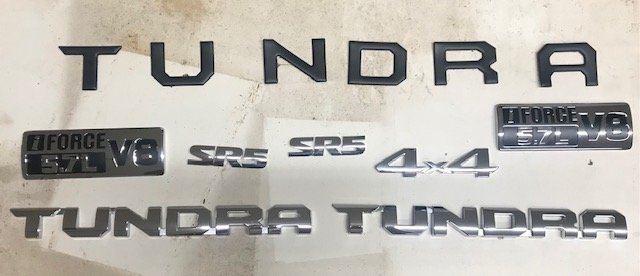 TUNDRA
i FORCE
5.7L V8
SR5
SR5
4x4
i FORCE
5.7L V8
TUNDRA
TUNDRA